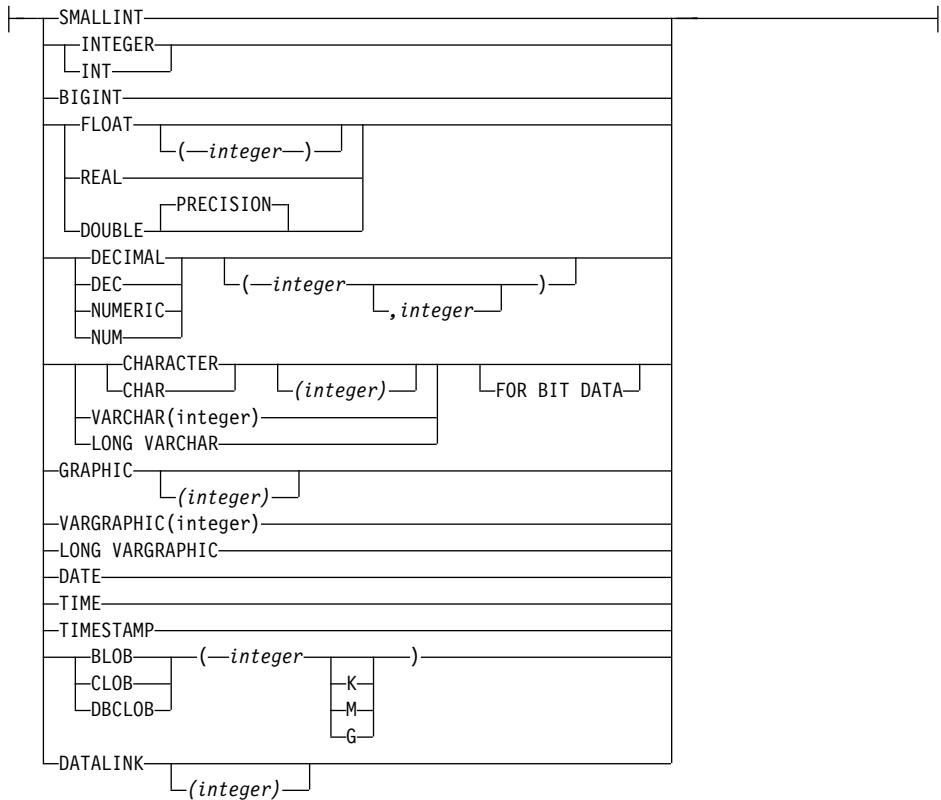 SMALLINT
INTEGER
INT
BIGINT
FLOAT
( integer )
REAL
PRECISION
DOUBLE
DECIMAL
DEC
( integer )
,integer
NUMERIC
NUM
CHARACTER
CHAR
(integer)
FOR BIT DATA
VARCHAR(integer)
LONG VARCHAR
GRAPHIC
(integer)
VARGRAPHIC(integer)
LONG VARGRAPHIC
DATE
TIME
TIMESTAMP
BLOB ( integer )
CLOB K
DBCLOB M
G
DATALINK
(integer)